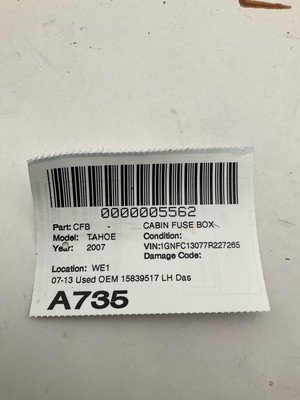 0000005562
Part: CFB - CABIN FUSE BOX
Model: TAHOE Condition:
Year: 2007 VIN:1GNFC13077R227265
Damage Code:
Location: WE1
07-13 Used OEM 15839517 LH Das
A735